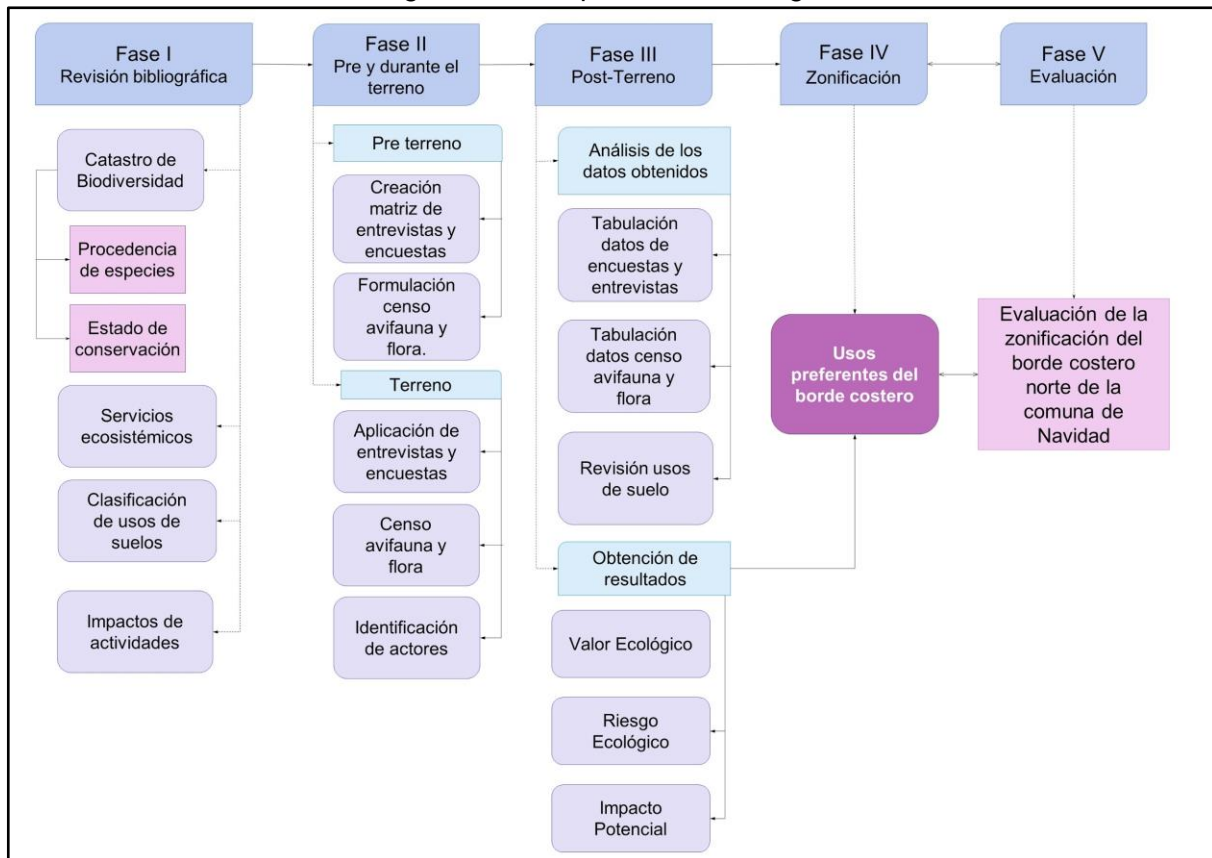 Fase I
Revisión bibliográfica
Fase II
Pre y durante el
terreno
Fase III
Post-Terreno
Fase IV
Zonificación
Fase V
Evaluación
Catastro de
Biodiversidad
Procedencia
de especies
Estado de
conservación
Servicios
ecosistémicos
Clasificación
de usos de
suelos
Impactos de
actividades
Pre terreno
Creación
matriz de
entrevistas y
encuestas
Formulación
censo
avifauna y
flora.
Terreno
Aplicación de
entrevistas y
encuestas
Censo
avifauna y
flora
Identificación
de actores
Análisis de los
datos obtenidos
Tabulación
datos de
encuestas y
entrevistas
Tabulación
datos censo
avifauna y
flora
Revisión usos
de suelo
Obtención de
resultados
Valor Ecológico
Riesgo
Ecológico
Impacto
Potencial
Usos
preferentes del
borde costero
Evaluación de la
zonificación del
borde costero
norte de la
comuna de
Navidad